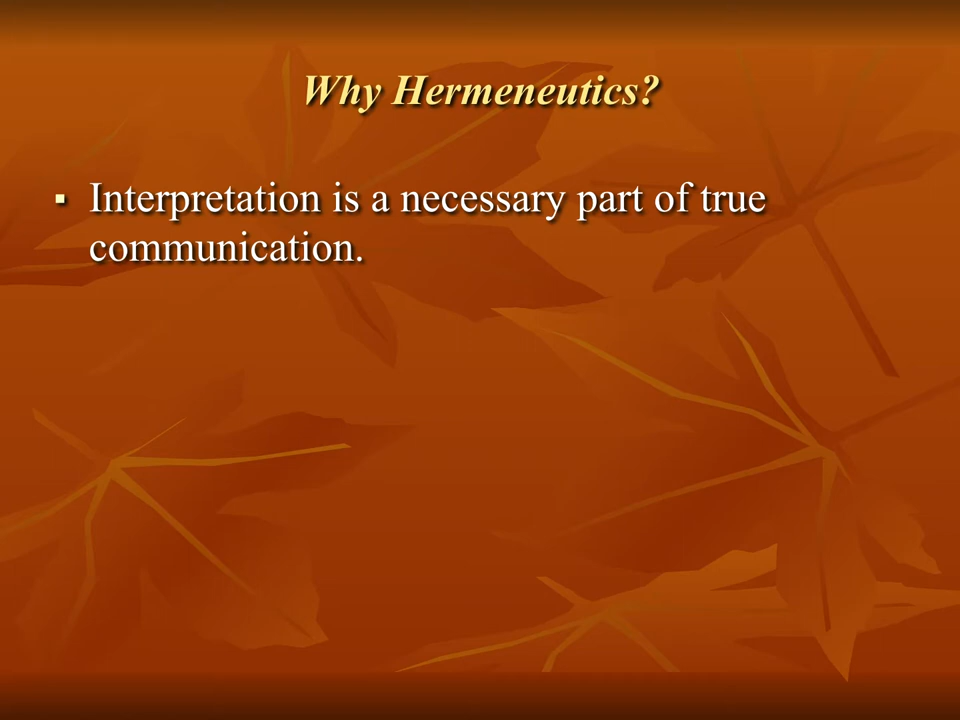 Why Hermeneutics?
▪ Interpretation is a necessary part of true
communication.